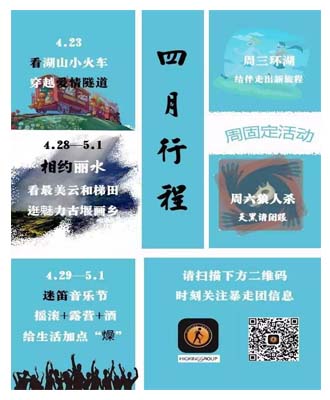 4.23
看湖山小火车
穿越爱情隧道
四月行程
周三环湖
结伴走出新旅程
周固定活动
4.28—5.1
相约丽水
看最美云和梯田
逛魅力古堰画乡
周六狼人杀
天黑请闭眼
4.29—5.1
迷笛音乐节
摇滚+露营+酒
给生活加点“燥”
请扫描下方二维码
时刻关注暴走团信息
HICKINGGROUP